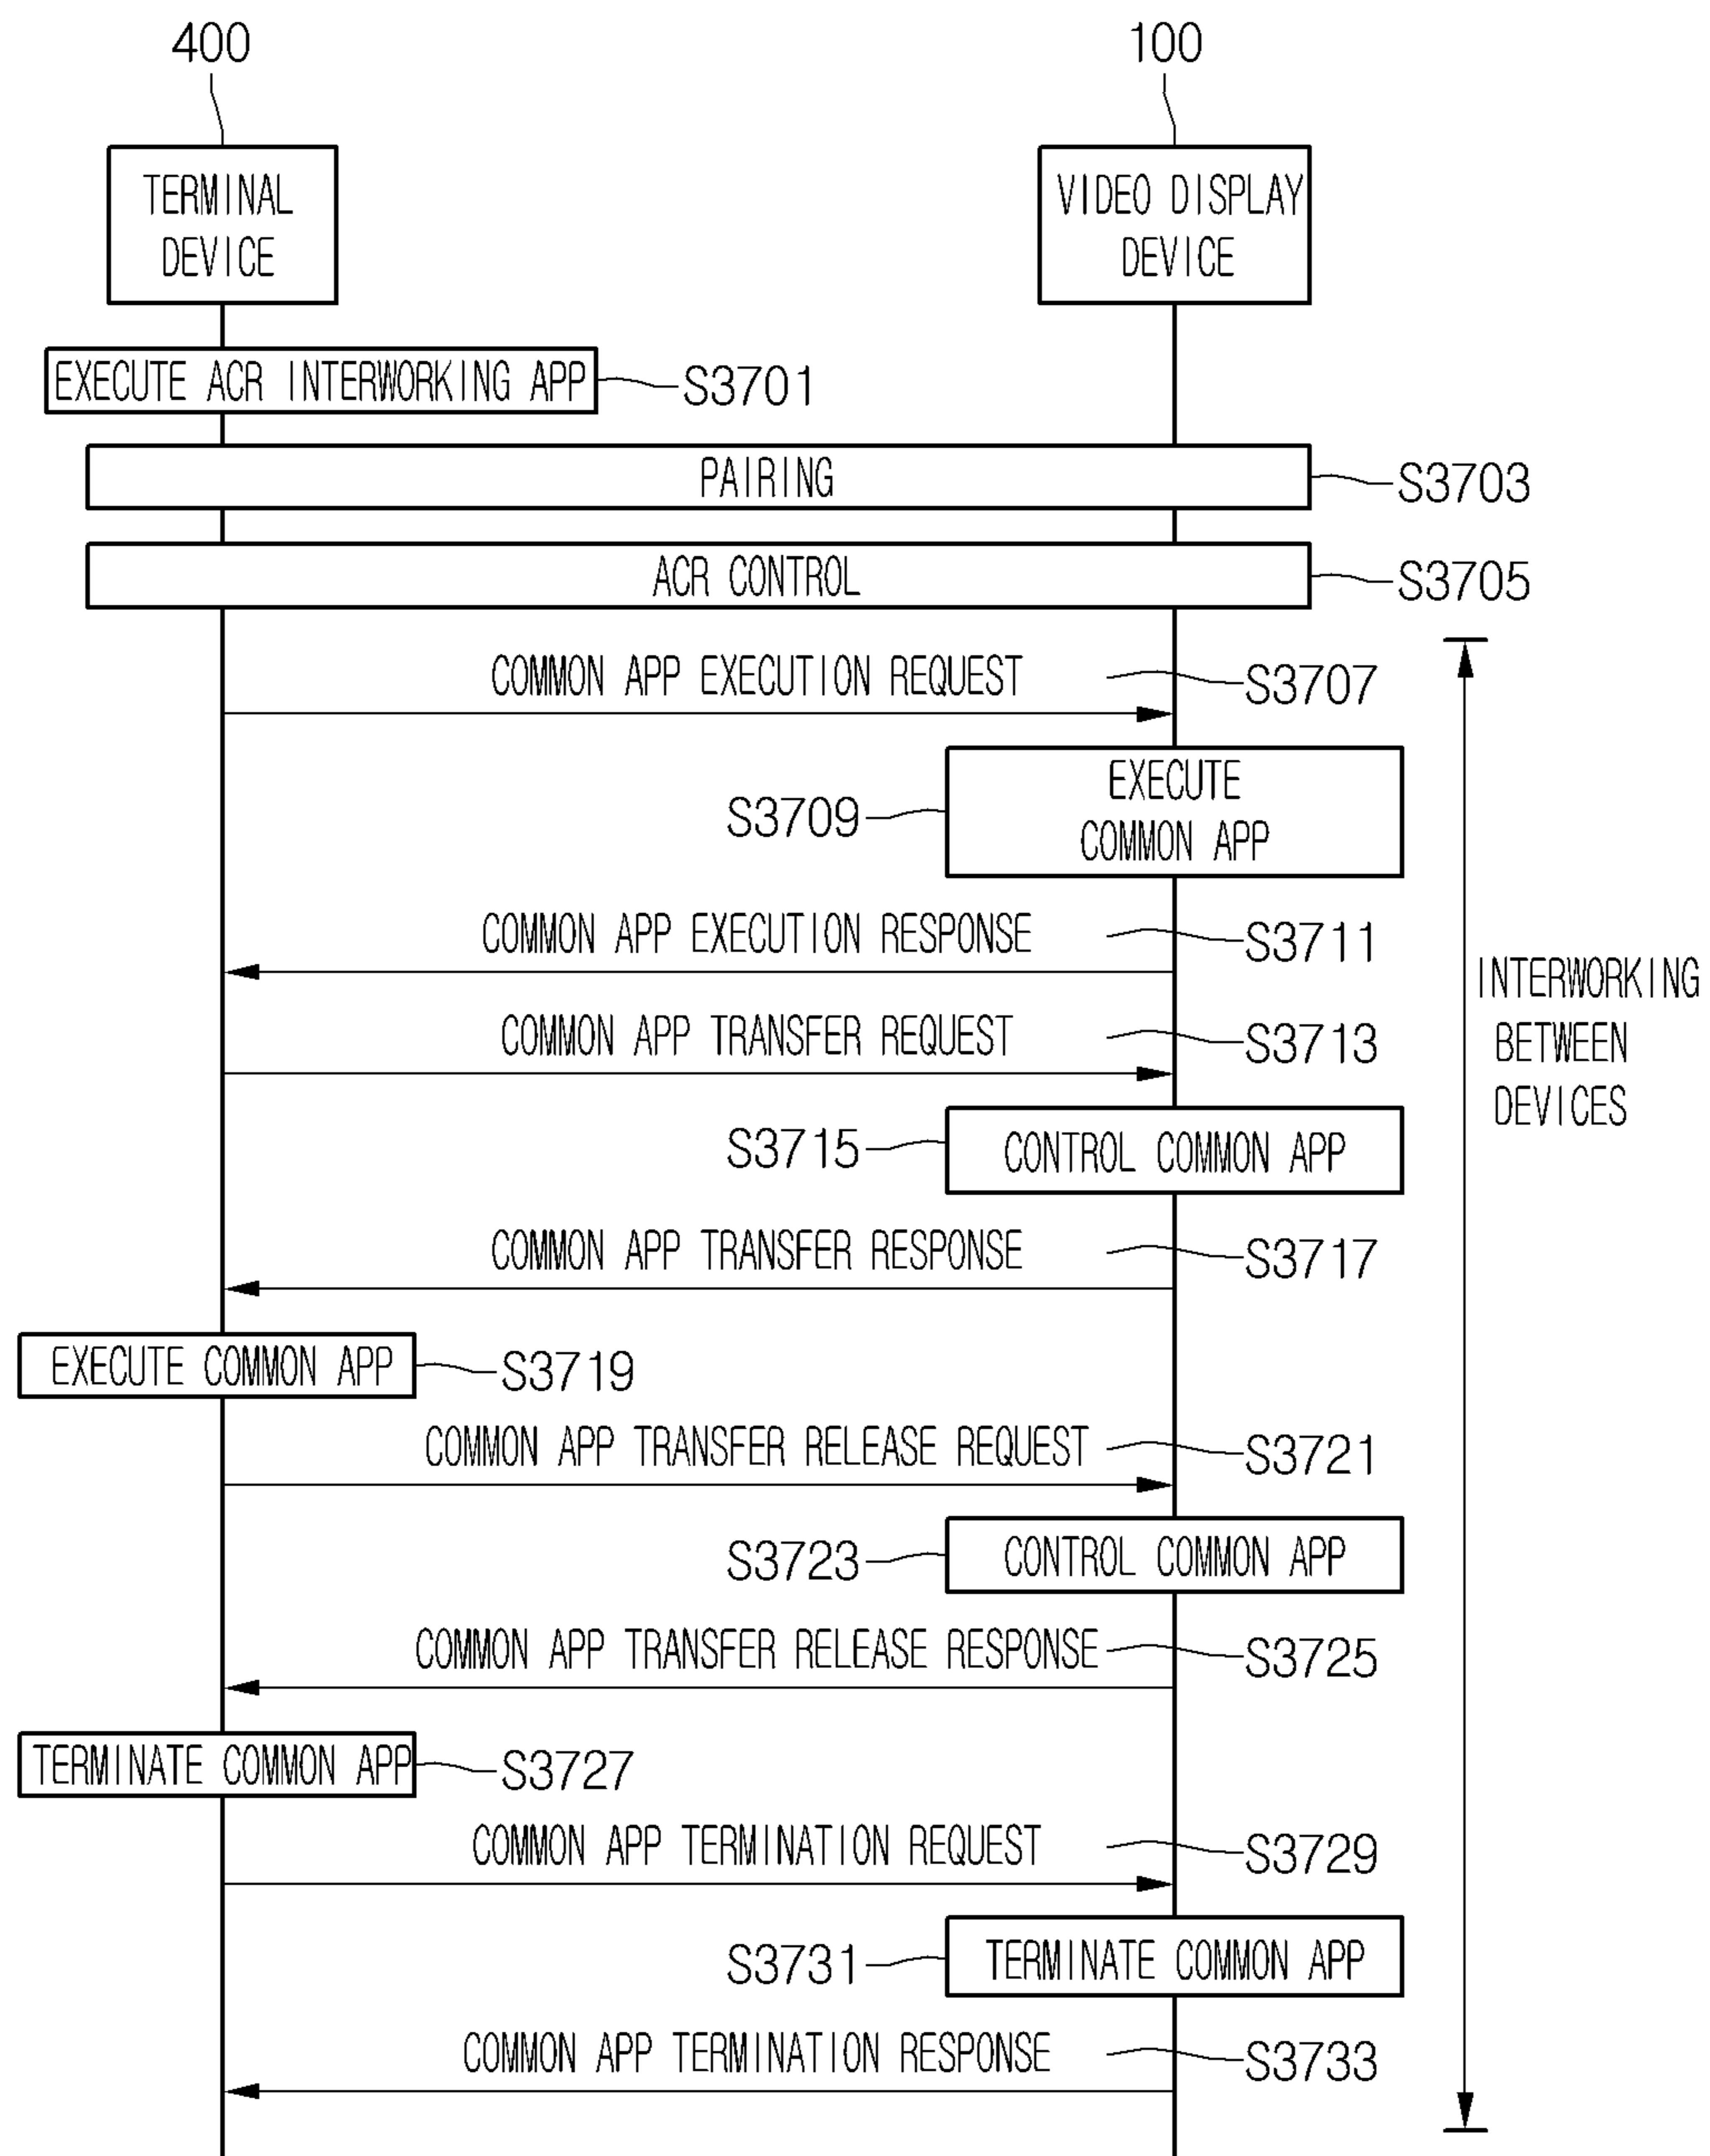 400
100
TERMINAL
DEVICE
VIDEO DISPLAY
DEVICE
EXECUTE ACR INTERWORKING APP
S3701
PAIRING
S3703
ACR CONTROL
S3705
COMMON APP EXECUTION REQUEST
S3707
EXECUTE
COMMON APP
S3709
COMMON APP EXECUTION RESPONSE
S3711
INTERWORKING
BETWEEN
DEVICES
COMMON APP TRANSFER REQUEST
S3713
S3715
CONTROL COMMON APP
COMMON APP TRANSFER RESPONSE
S3717
EXECUTE COMMON APP
S3719
COMMON APP TRANSFER RELEASE REQUEST
S3721
S3723
CONTROL COMMON APP
COMMON APP TRANSFER RELEASE RESPONSE
S3725
TERMINATE COMMON APP
S3727
COMMON APP TERMINATION REQUEST
S3729
S3731
TERMINATE COMMON APP
COMMON APP TERMINATION RESPONSE
S3733